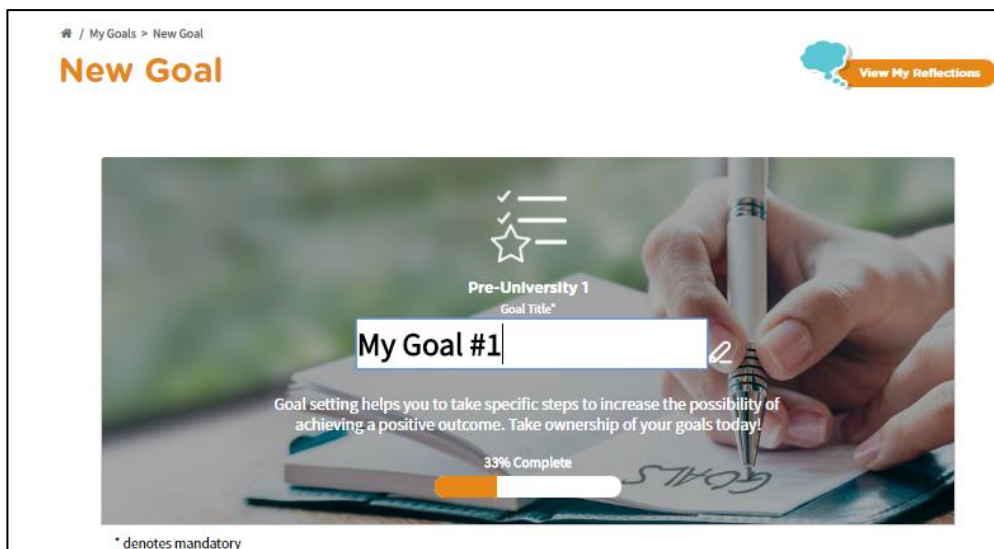 / My Goals > New Goal
New Goal
View My Reflections
Pre-University 1
Goal Title*
My Goal #1
Goal setting helps you to take specific steps to increase the possibility of
achieving a positive outcome. Take ownership of your goals today!
33% Complete
GOALS
* denotes mandatory